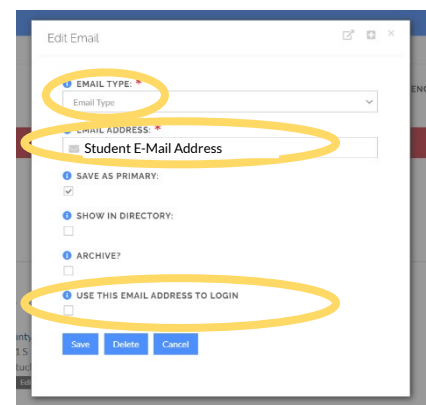 Edit Email
EMAIL TYPE: *
Email Type
EMAIL ADDRESS: *
Student E-Mail Address
SAVE AS PRIMARY:
SHOW IN DIRECTORY:
ARCHIVE?
USE THIS EMAIL ADDRESS TO LOGIN
Save Delete Cancel